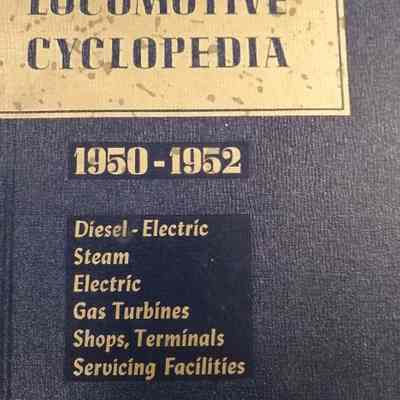 LOCOMOTIVE
CYCLOPEDIA
1950-1952
Diesel - Electric
Steam
Electric
Gas Turbines
Shops, Terminals
Servicing Facilities